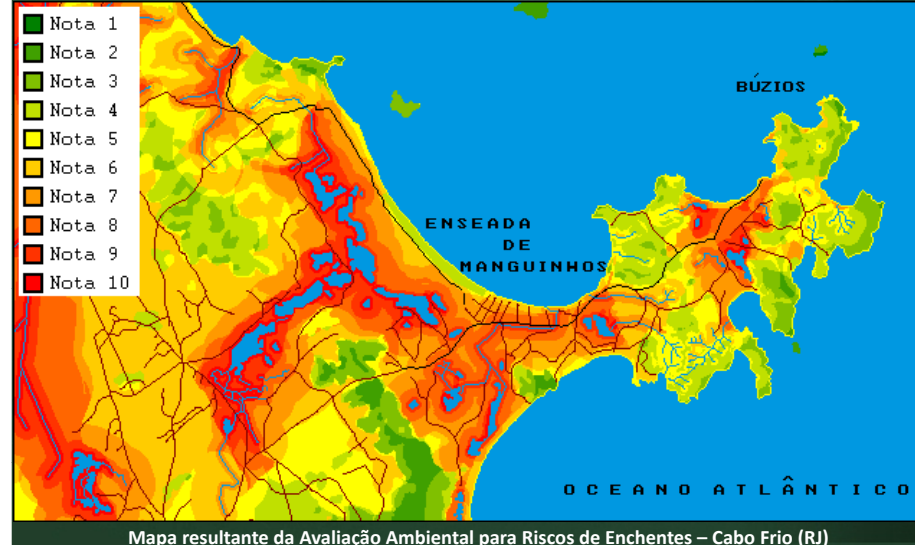 Nota 1
Nota 2
Nota 3
Nota 4
Nota 5
Nota 6
Nota 7
Nota 8
Nota 9
Nota 10
BÚZIOS
ENSEADA
DE
MANGUINHOS
OCEANO ATLÂNTICO
Mapa resultante da Avaliação Ambiental para Riscos de Enchentes – Cabo Frio (RJ)